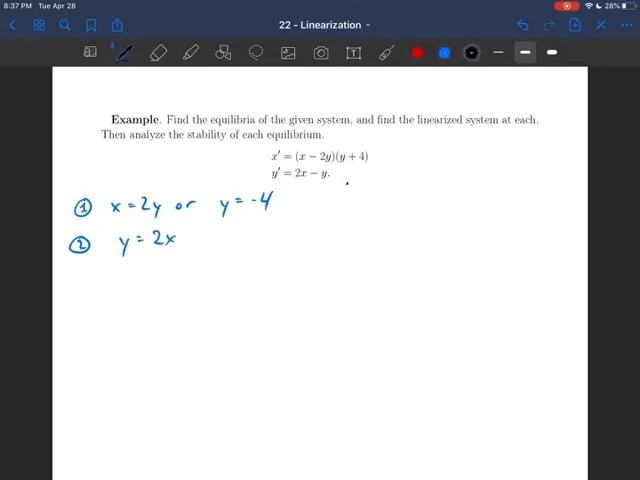 8:37 PM Tue Apr 28
28%
22 - Linearization
T
Example. Find the equilibria of the given system, and find the linearized system at each.
Then analyze the stability of each equilibrium.
x′ = (x − 2y)(y + 4)
y′ = 2x − y.
① x = 2y or y = -4
② y = 2x